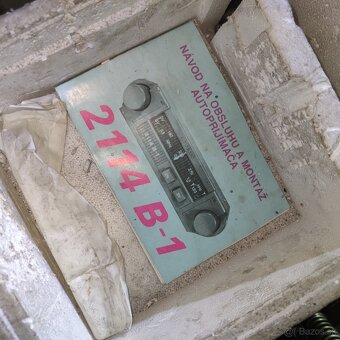 NÁVOD NA OBSLUHU A MONTÁŽ
AUTOPRIJÍMAČA
2114 B-1